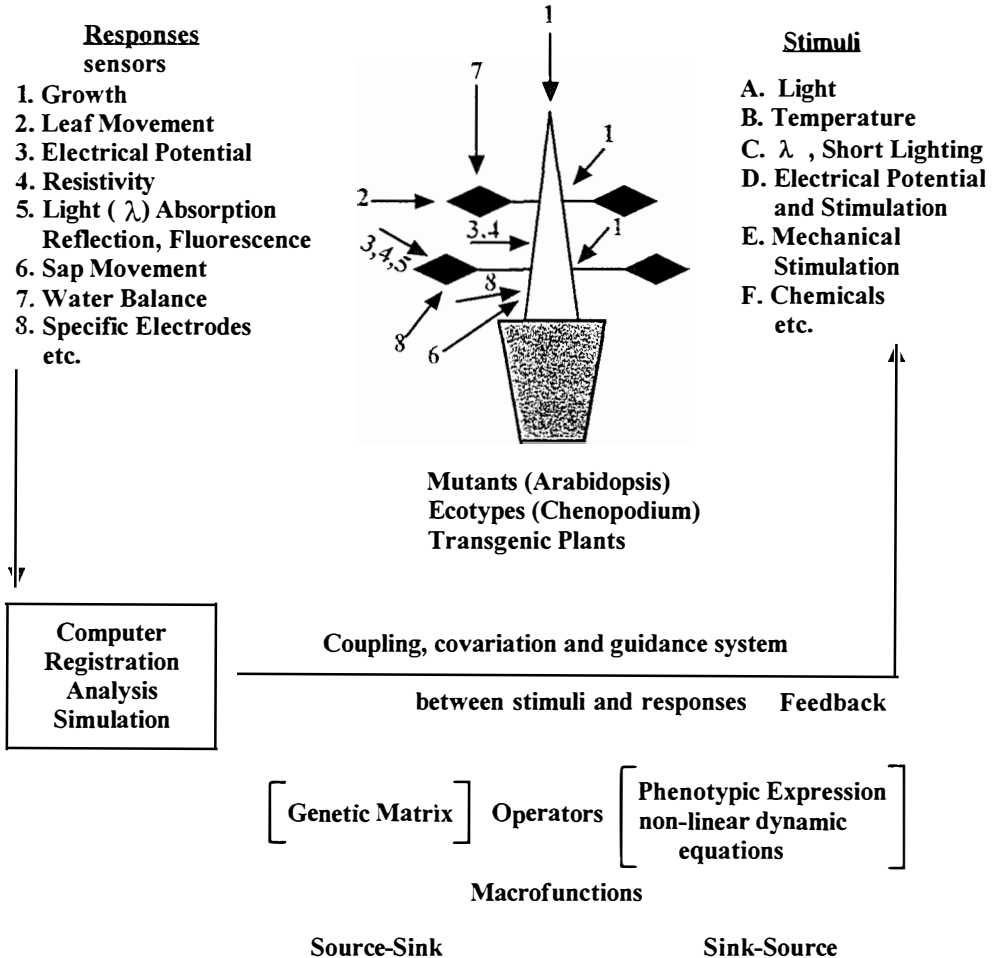 Responses
sensors
1. Growth
2. Leaf Movement
3. Electrical Potential
4. Resistivity
5. Light ( λ) Absorption
Reflection, Fluorescence
6. Sap Movement
7. Water Balance
8. Specific Electrodes
etc.
1
7
1
2
3.4
1
3,4,5
8
8
6
Stimuli
A. Light
B. Temperature
C. λ , Short Lighting
D. Electrical Potential
and Stimulation
E. Mechanical
Stimulation
F. Chemicals
etc.
Mutants (Arabidopsis)
Ecotypes (Chenopodium)
Transgenic Plants
Computer
Registration
Analysis
Simulation
Coupling, covariation and guidance system
between stimuli and responses Feedback
Genetic Matrix
Operators
Phenotypic Expression
non-linear dynamic
equations
Macrofunctions
Source-Sink
Sink-Source